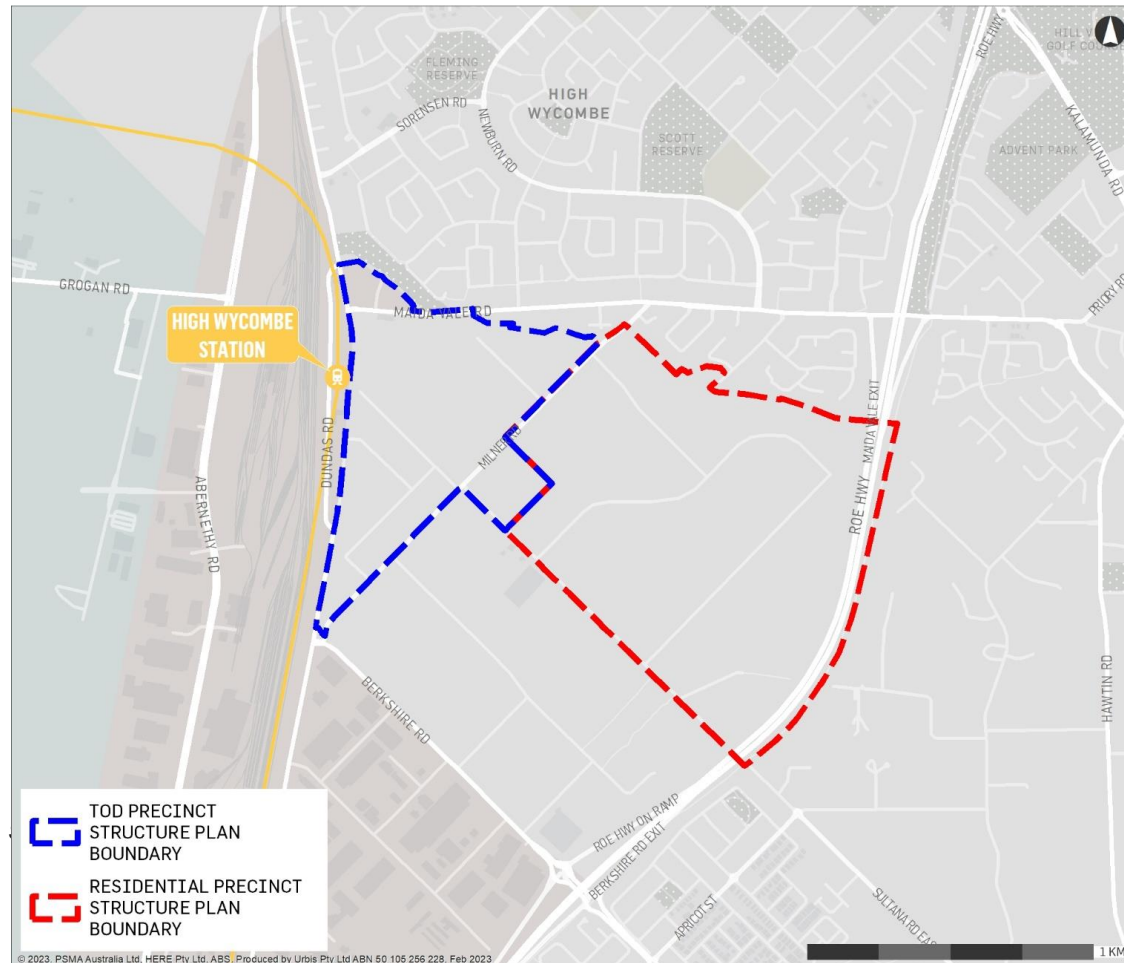 ROE HWY
HILL V
GOLF COURSE
FLEMING
RESERVE
HIGH
WYCOMBE
SORENSEN RD
NEWBURN RD
SCOTT
RESERVE
ADVENT PARK
KALAMUNDA RD
GROGAN RD
PRIORY RD
MAIDA VALE RD
HIGH WYCOMBE
STATION
DUNDAS RD
MILNER RD
MAIDA VALE EXIT
ROE HWY
ABERNETHY RD
HAWTIN RD
BERKSHIRE RD
ROE HWY ON RAMP
BERKSHIRE RD EXIT
APRICOT ST
SULTANA RD EAST
TOD PRECINCT
STRUCTURE PLAN
BOUNDARY
RESIDENTIAL PRECINCT
STRUCTURE PLAN
BOUNDARY
1 KM
© 2023. PSMA Australia Ltd, HERE Pty Ltd. ABS. Produced by Urbis Pty Ltd ABN 50 105 256 228. Feb 2023